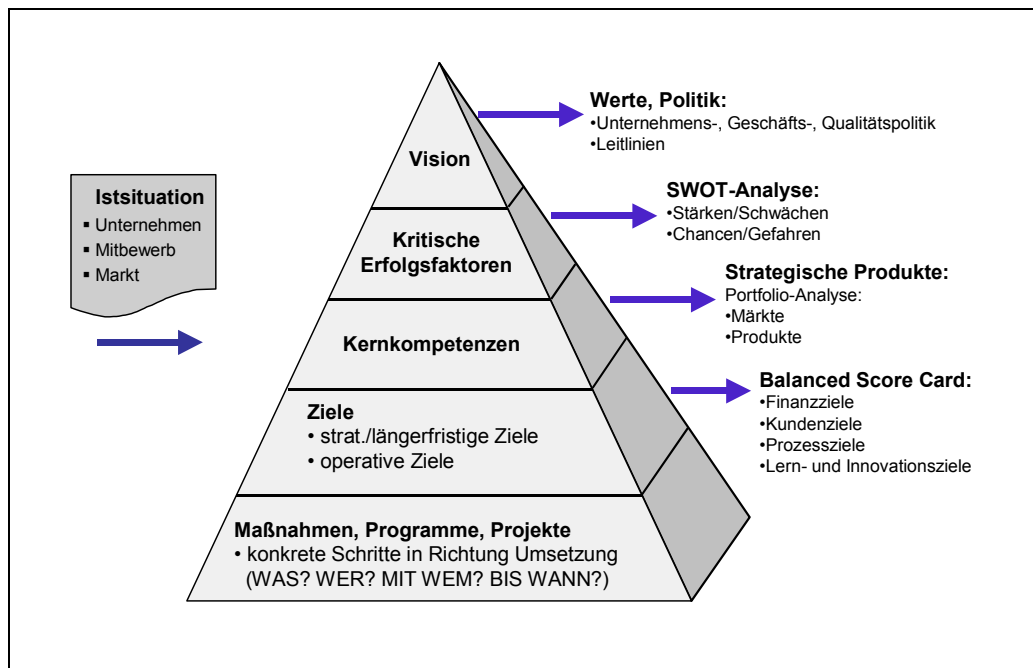 Istsituation
▪ Unternehmen
▪ Mitbewerb
▪ Markt
Vision
Kritische
Erfolgsfaktoren
Kernkompetenzen
Ziele
• strat./längerfristige Ziele
• operative Ziele
Maßnahmen, Programme, Projekte
• konkrete Schritte in Richtung Umsetzung
(WAS? WER? MIT WEM? BIS WANN?)
Werte, Politik:
•Unternehmens-, Geschäfts-, Qualitätspolitik
•Leitlinien
SWOT-Analyse:
•Stärken/Schwächen
•Chancen/Gefahren
Strategische Produkte:
Portfolio-Analyse:
•Märkte
•Produkte
Balanced Score Card:
•Finanzziele
•Kundenziele
•Prozessziele
•Lern- und Innovationsziele